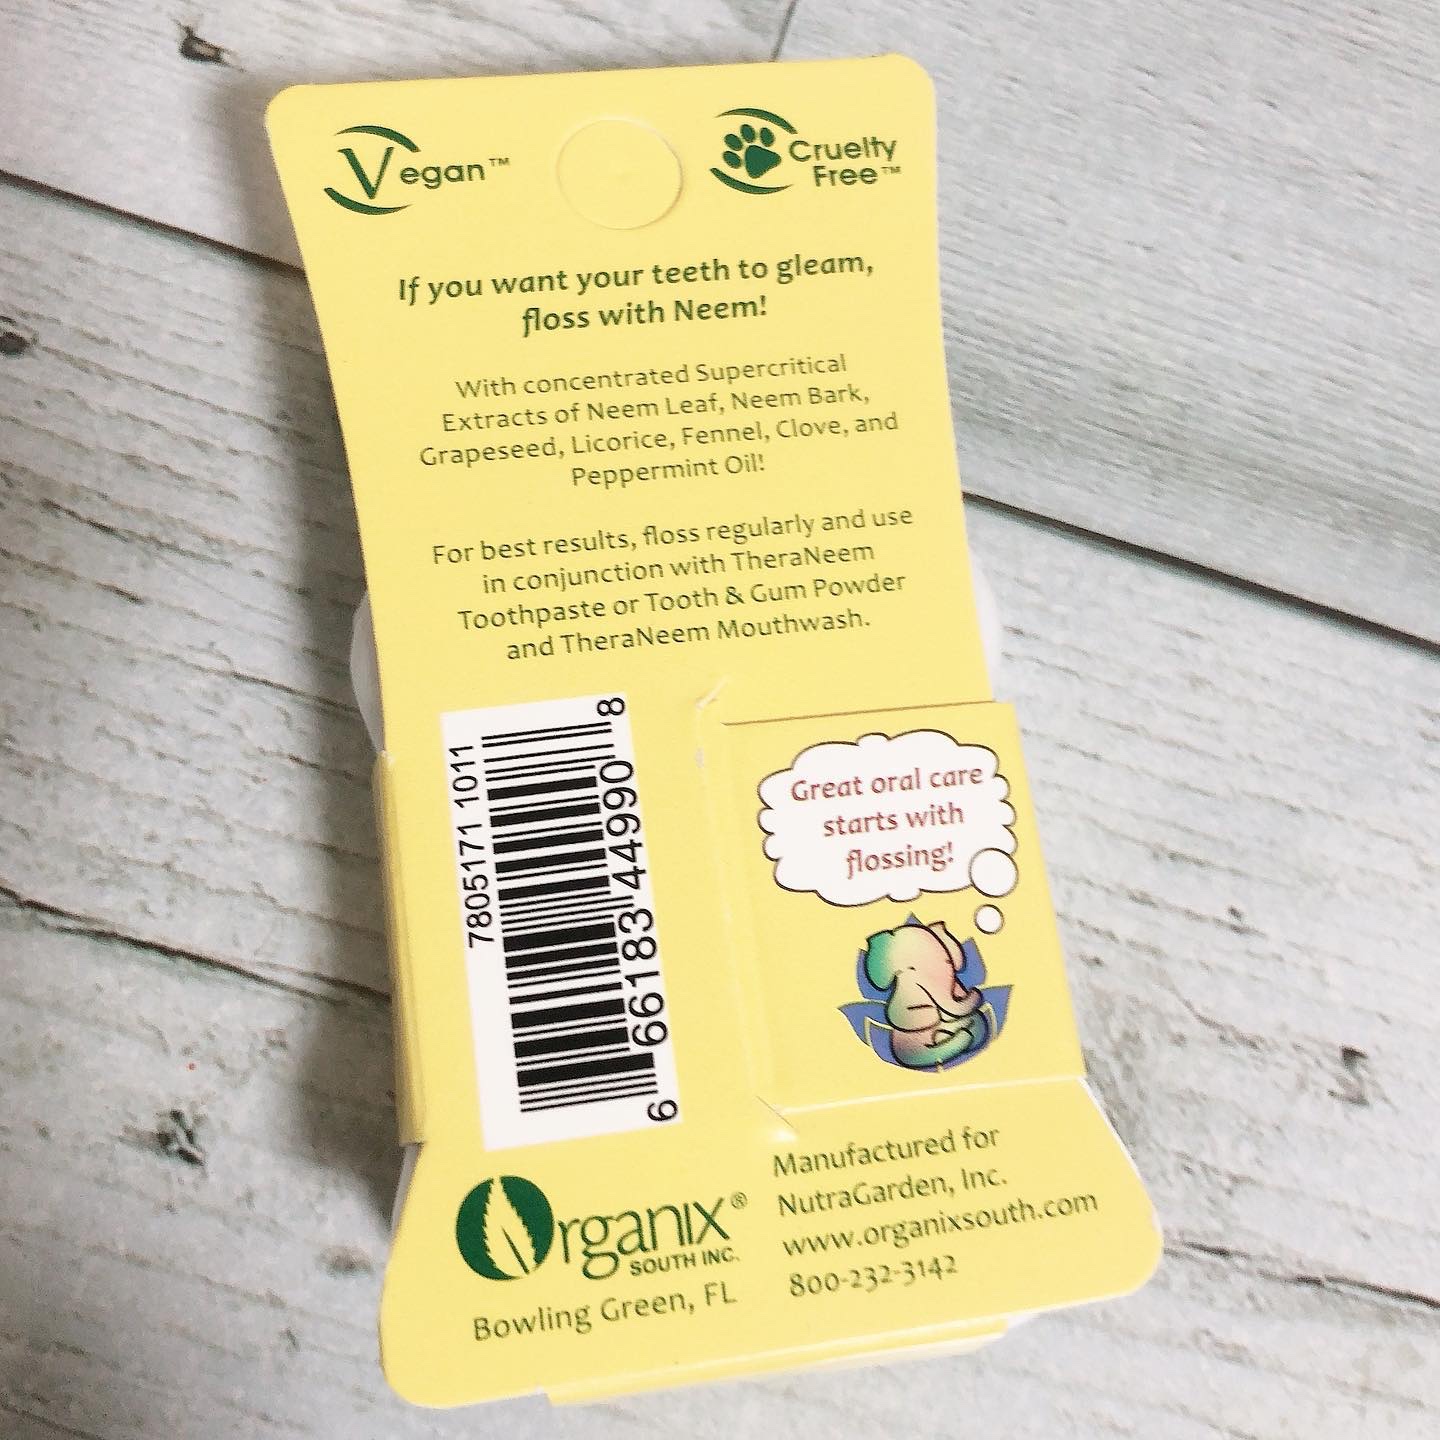 Vegan™
Cruelty
Free™
If you want your teeth to gleam,
floss with Neem!
With concentrated Supercritical
Extracts of Neem Leaf, Neem Bark,
Grapeseed, Licorice, Fennel, Clove, and
Peppermint Oil!
For best results, floss regularly and use
in conjunction with TheraNeem
Toothpaste or Tooth & Gum Powder
and TheraNeem Mouthwash.
7805171 1011
6 66183 44990 8
Great oral care
starts with
flossing!
Organix®
SOUTH INC.
Bowling Green, FL
Manufactured for
NutraGarden, Inc.
www.organixsouth.com
800-232-3142